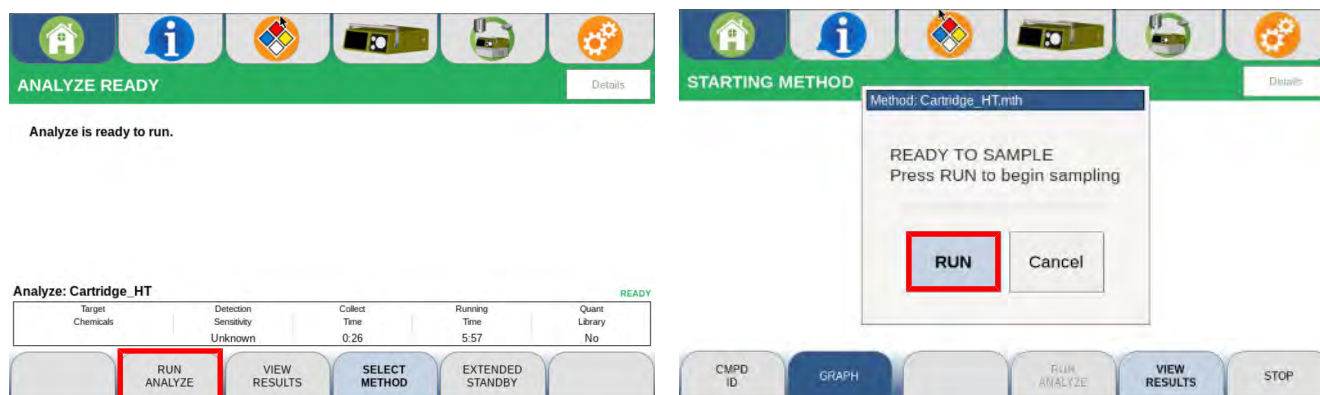 ANALYZE READY
Details
Analyze is ready to run.
Analyze: Cartridge_HT
READY
Target
Chemicals
Detection
Sensitivity
Unknown
Collect
Time
0:26
Running
Time
5:57
Quant
Library
No
RUN
ANALYZE
VIEW
RESULTS
SELECT
METHOD
EXTENDED
STANDBY
STARTING METHOD
Details
Method: Cartridge_HT.mth
READY TO SAMPLE
Press RUN to begin sampling
RUN
Cancel
CMPD
ID
GRAPH
RUN
ANALYZE
VIEW
RESULTS
STOP